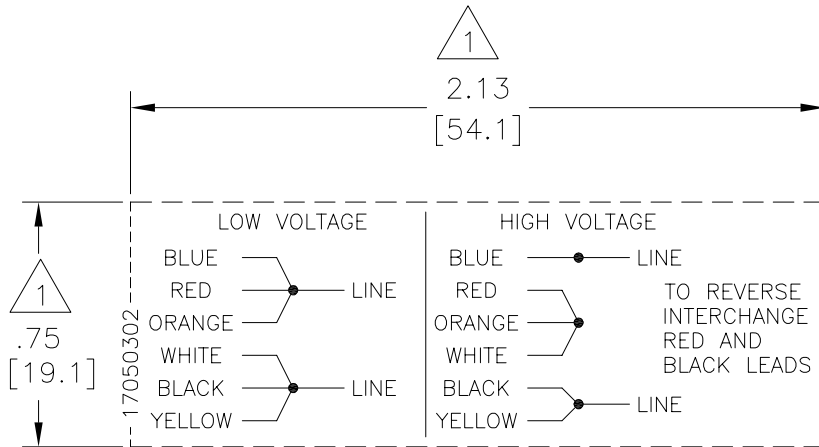 1
2.13
[54.1]
1
.75
[19.1]
17050302
LOW VOLTAGE
BLUE
RED
ORANGE
LINE
WHITE
BLACK
YELLOW
LINE
HIGH VOLTAGE
BLUE
LINE
RED
ORANGE
WHITE
BLACK
YELLOW
LINE
TO REVERSE
INTERCHANGE
RED AND
BLACK LEADS